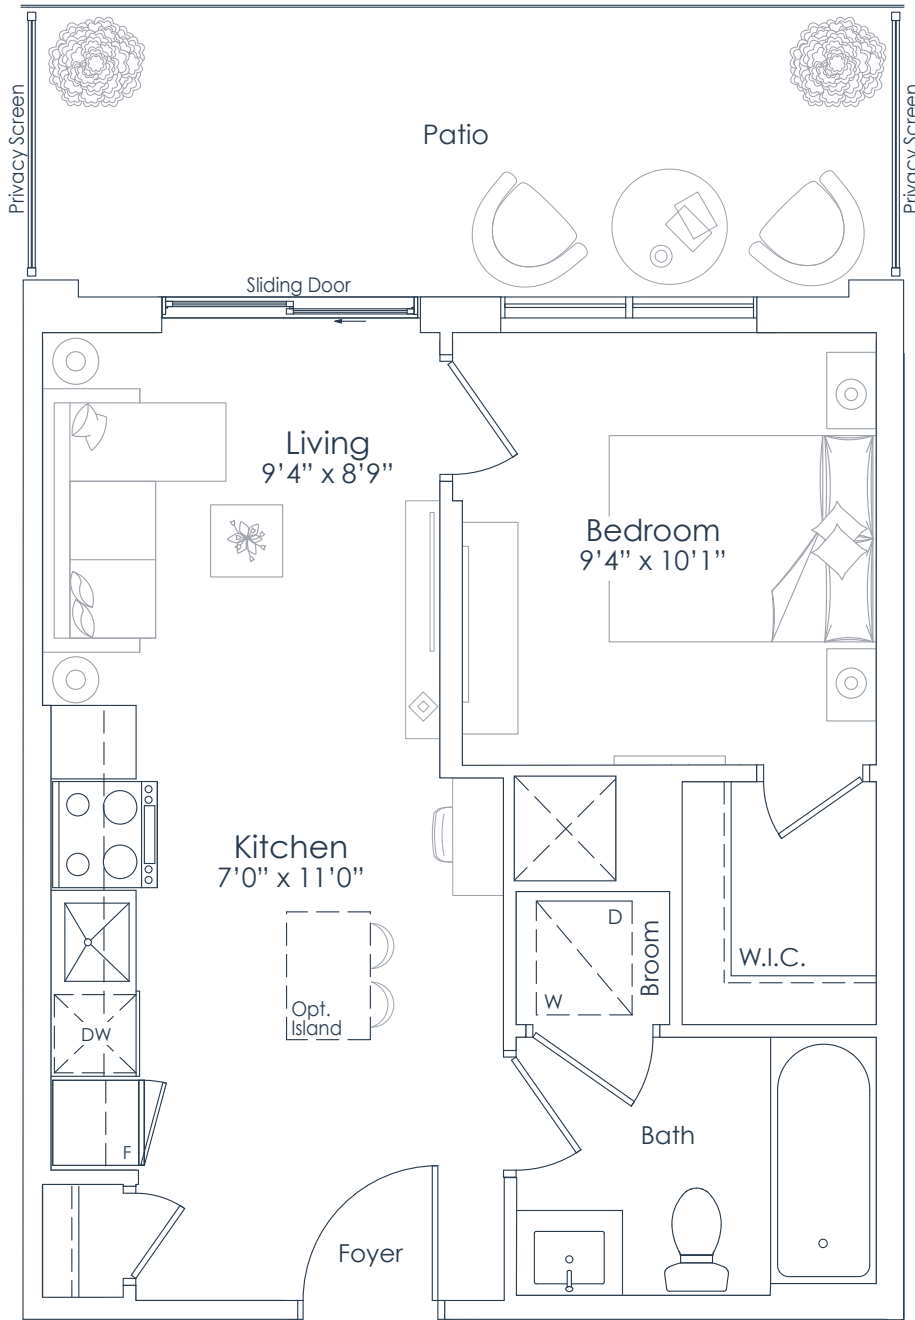 Privacy Screen
Privacy Screen
Patio
Sliding Door
Living
9’4” x 8’9”
Bedroom
9’4” x 10’1”
Kitchen
7’0” x 11’0”
D
W
Broom
W.I.C.
Opt.
Island
DW
F
Bath
Foyer